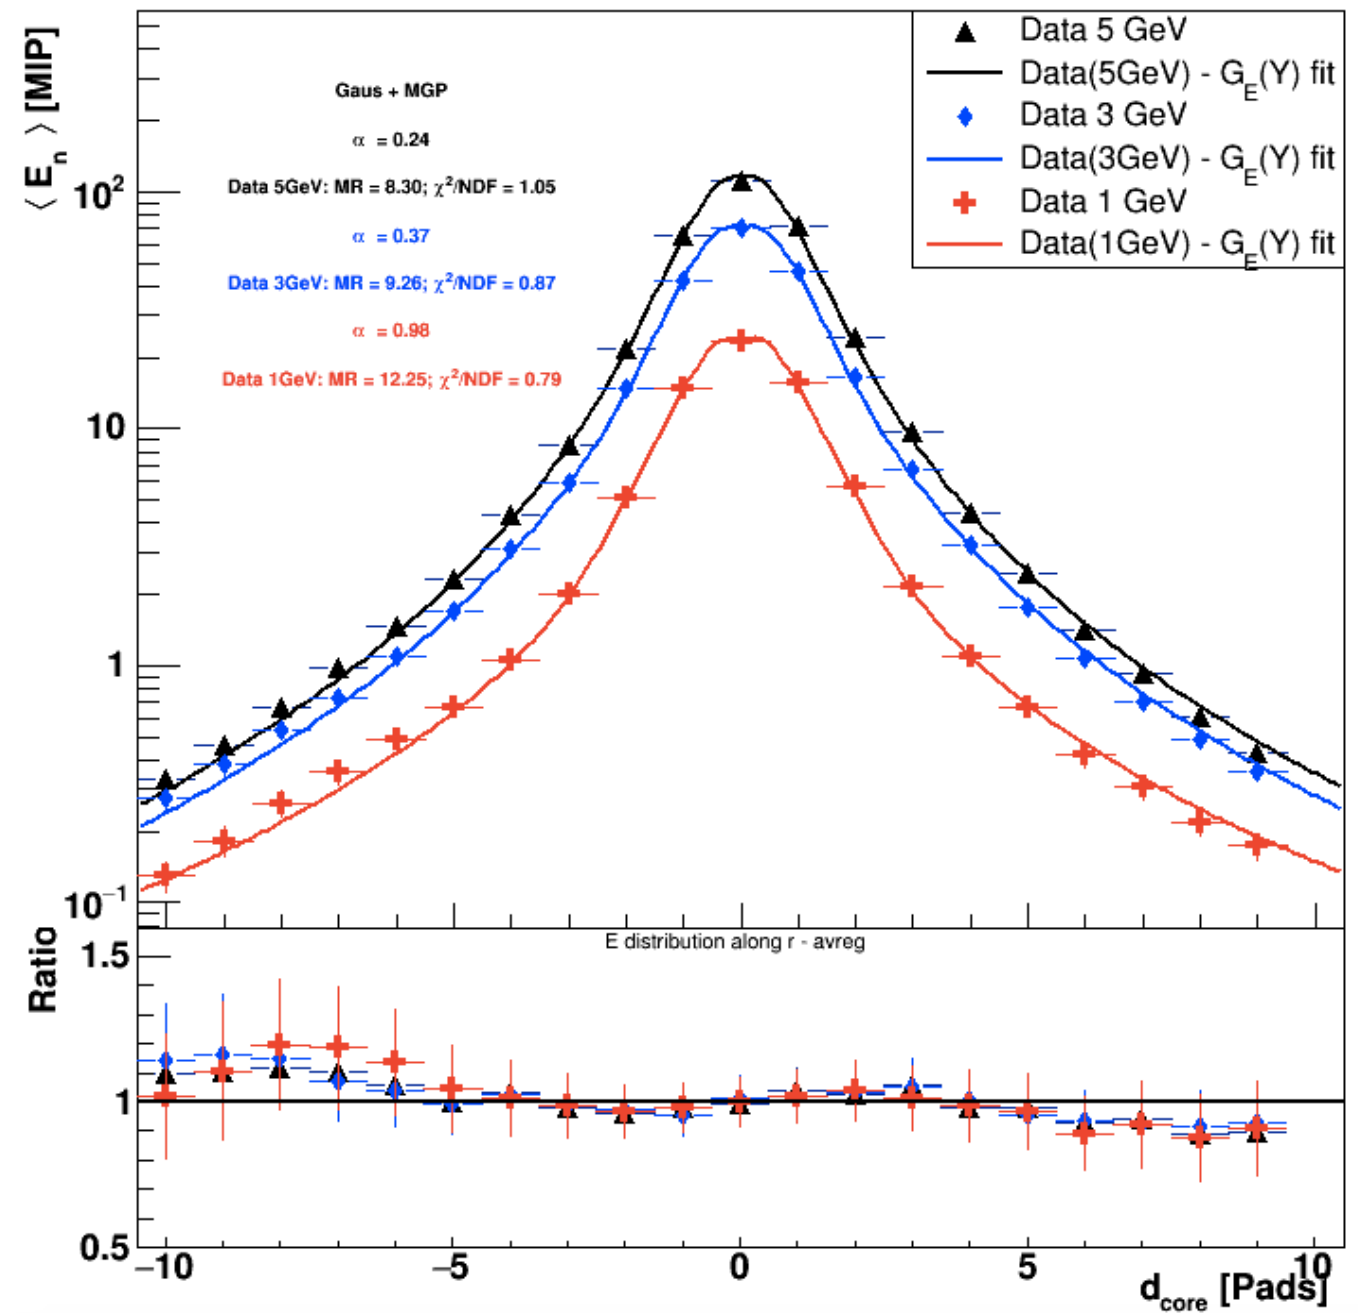 ⟨ Eₙ ⟩ [MIP]
10²
10
1
10⁻¹
Gaus + MGP
α = 0.24
Data 5GeV: MR = 8.30; χ²/NDF = 1.05
α = 0.37
Data 3GeV: MR = 9.26; χ²/NDF = 0.87
α = 0.98
Data 1GeV: MR = 12.25; χ²/NDF = 0.79
Data 5 GeV
Data(5GeV) - G_E(Y) fit
Data 3 GeV
Data(3GeV) - G_E(Y) fit
Data 1 GeV
Data(1GeV) - G_E(Y) fit
E distribution along r - avreg
Ratio
1.5
1
0.5
−10 −5 0 5 10
d_core [Pads]